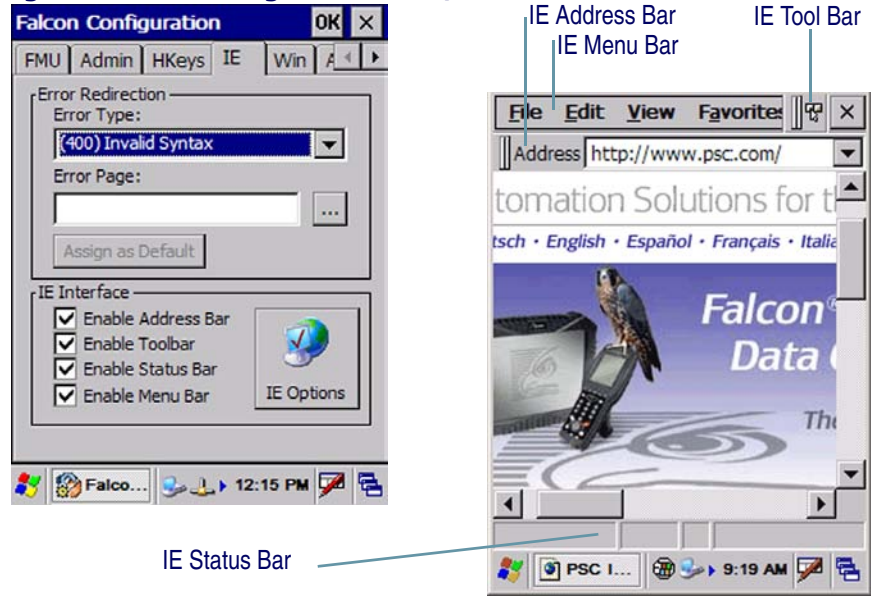 IE Address Bar
IE Tool Bar
IE Menu Bar
Falcon Configuration OK
FMU Admin HKeys IE Win
Error Redirection
Error Type:
(400) Invalid Syntax
Error Page:
...
Assign as Default
IE Interface
Enable Address Bar
Enable Toolbar
Enable Status Bar
Enable Menu Bar
IE Options
Falco... 12:15 PM
File Edit View Favorites
Address http://www.psc.com/
tomation Solutions for t
tsch · English · Español · Français · Italia
Falcon®
Data
Th
IE Status Bar
PSC I... 9:19 AM